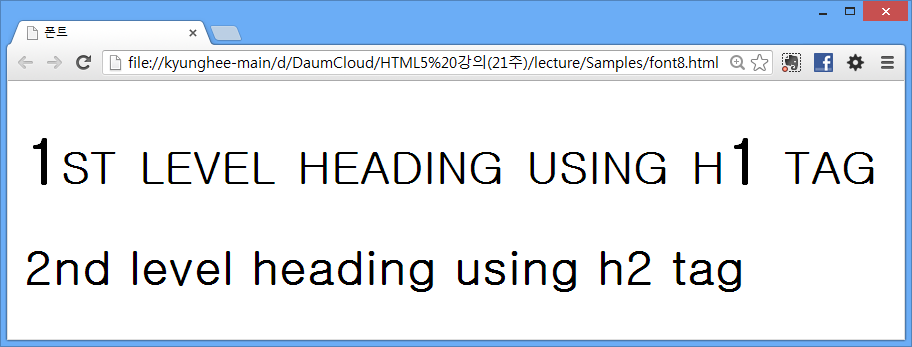 폰트
file://kyunghee-main/d/DaumCloud/HTML5%20강의(21주)/lecture/Samples/font8.html
1ST LEVEL HEADING USING H1 TAG
2nd level heading using h2 tag